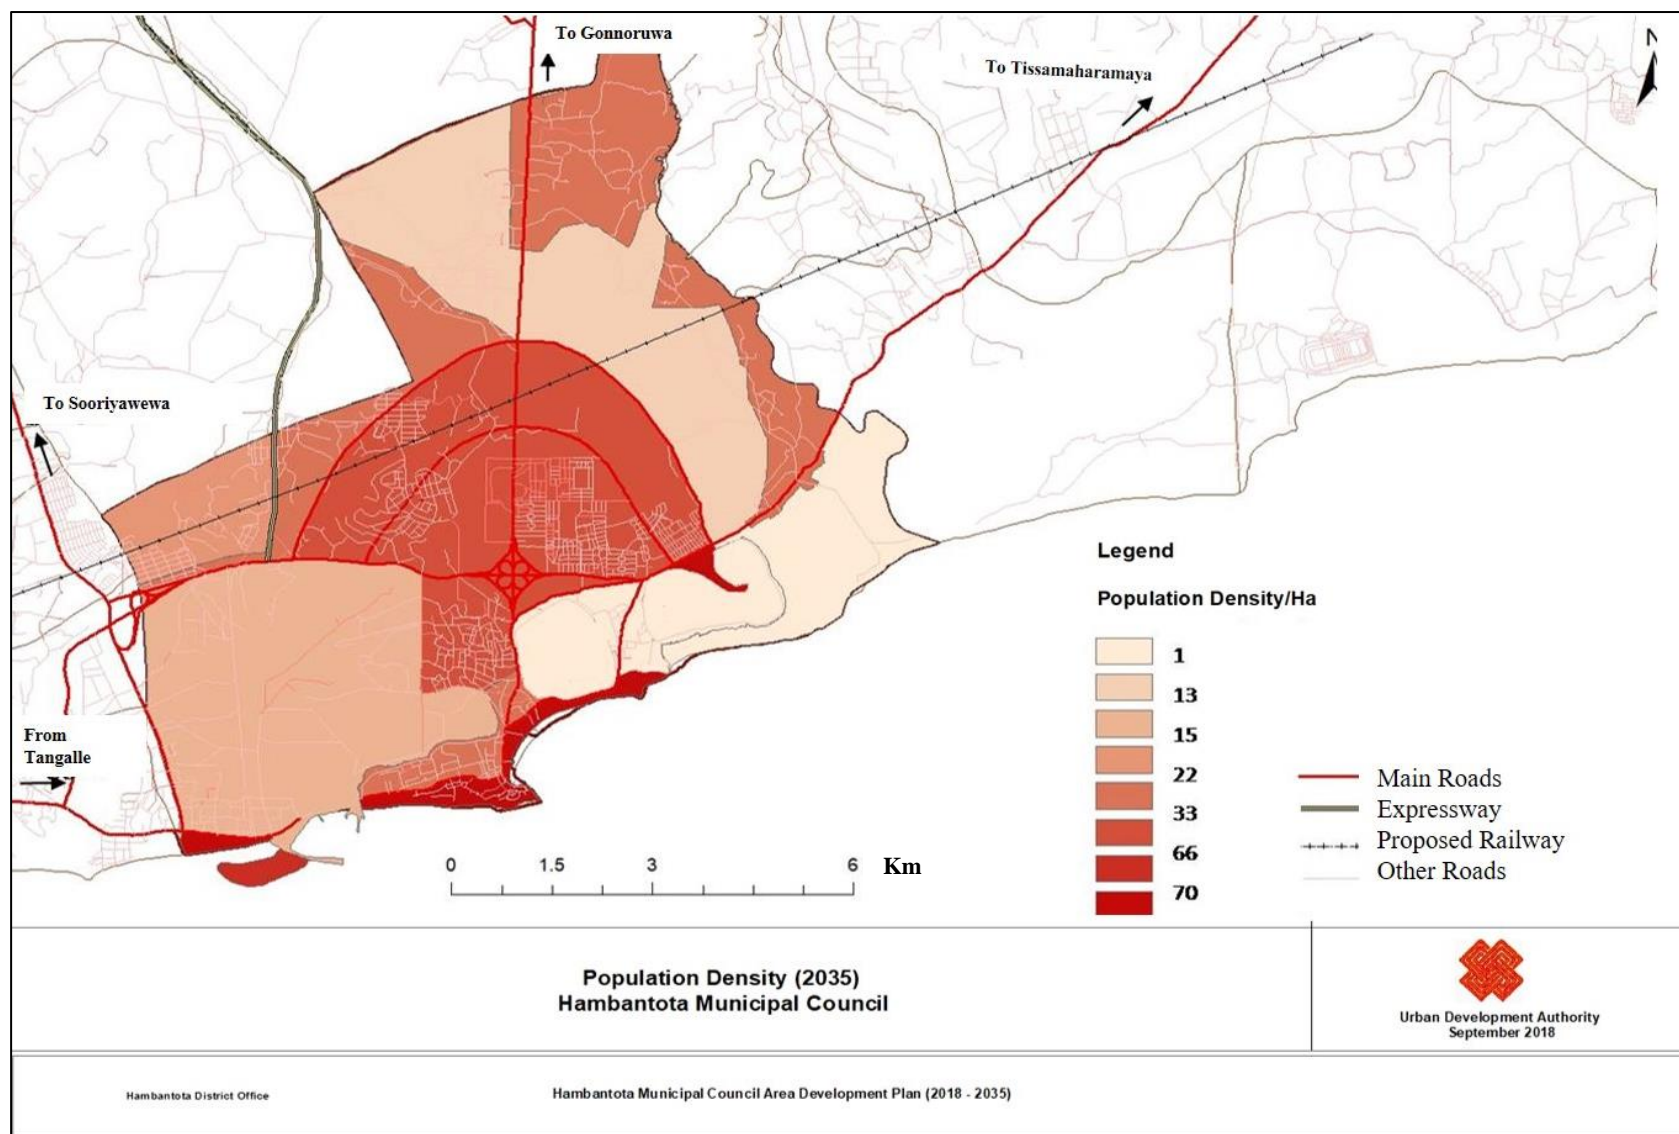 To Gonnoruwa
N
To Tissamaharamaya
To Sooriyawewa
From
Tangalle
Legend
Population Density/Ha
1
13
15
22
33
66
70
Main Roads
Expressway
Proposed Railway
Other Roads
0 1.5 3 6 Km
Population Density (2035)
Hambantota Municipal Council
Urban Development Authority
September 2018
Hambantota District Office
Hambantota Municipal Council Area Development Plan (2018 - 2035)